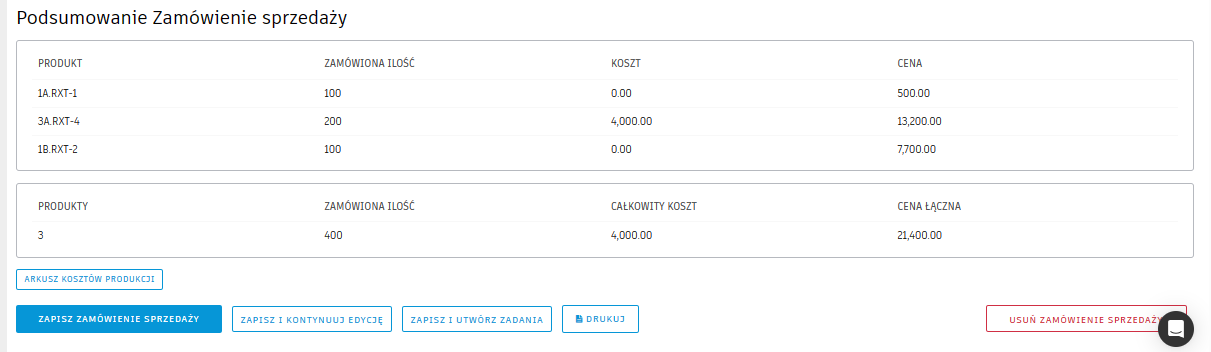 Podsumowanie Zamówienie sprzedaży
PRODUKT ZAMÓWIONA ILOŚĆ KOSZT CENA
1A.RXT-1 100 0.00 500.00
3A.RXT-4 200 4,000.00 13,200.00
1B.RXT-2 100 0.00 7,700.00
PRODUKTY ZAMÓWIONA ILOŚĆ CAŁKOWITY KOSZT CENA ŁĄCZNA
3 400 4,000.00 21,400.00
ARKUSZ KOSZTÓW PRODUKCJI
ZAPISZ ZAMÓWIENIE SPRZEDAŻY ZAPISZ I KONTYNUUJ EDYCJĘ ZAPISZ I UTWÓRZ ZADANIA DRUKUJ USUŃ ZAMÓWIENIE SPRZEDAŻY